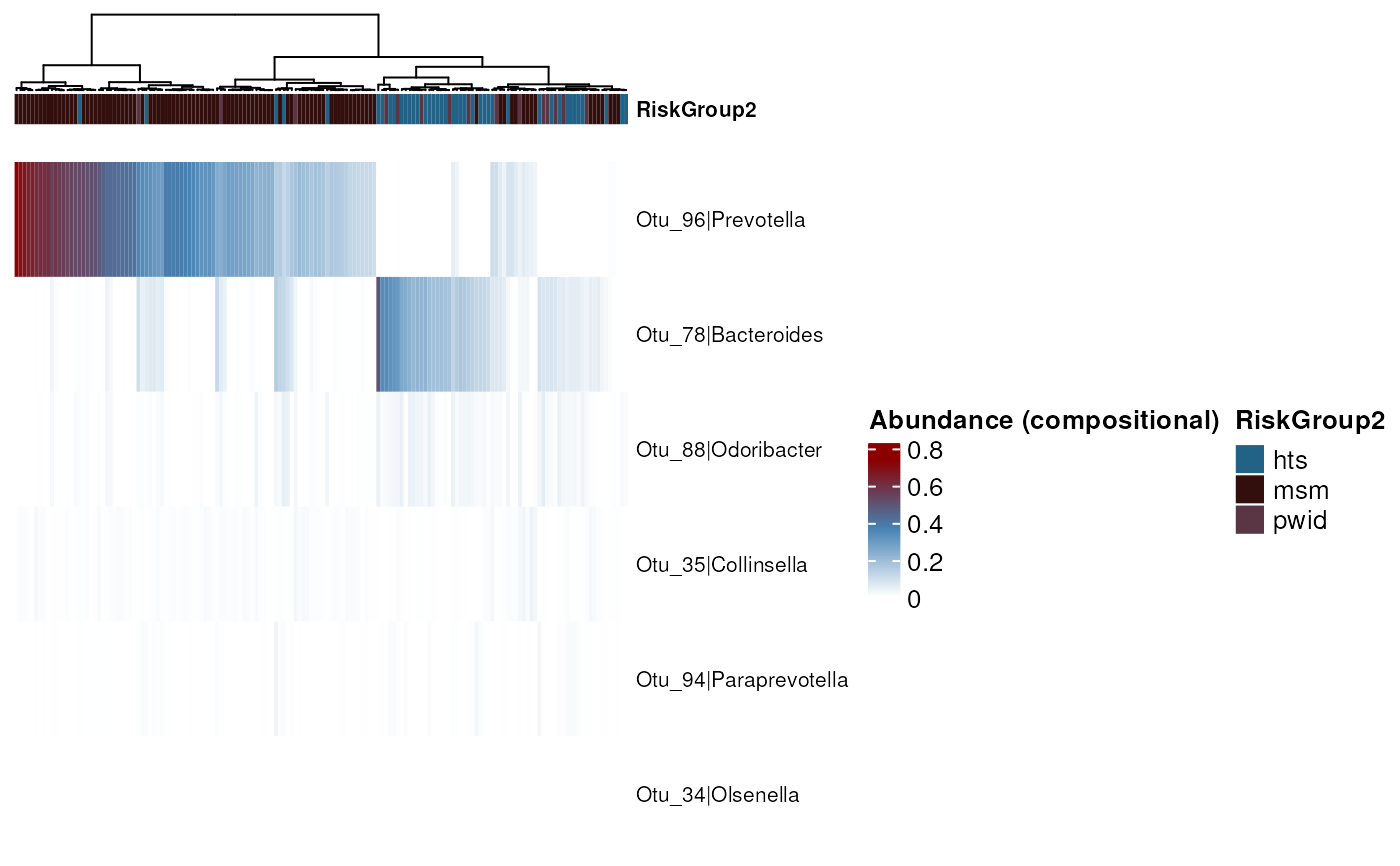 RiskGroup2
Otu_96|Prevotella
Otu_78|Bacteroides
Otu_88|Odoribacter
Otu_35|Collinsella
Otu_94|Paraprevotella
Otu_34|Olsenella
Abundance (compositional)
0.8
0.6
0.4
0.2
0
RiskGroup2
hts
msm
pwid